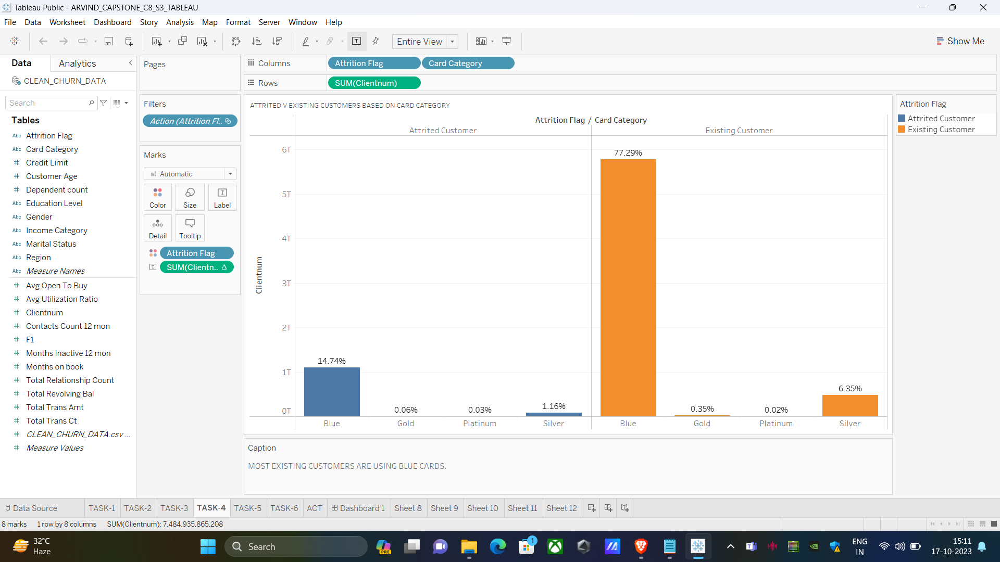 Tableau Public - ARVIND_CAPSTONE_C8_S3_TABLEAU
File Data Worksheet Dashboard Story Analysis Map Format Server Window Help
Entire View
Show Me
Data Analytics
CLEAN_CHURN_DATA
Search
Tables
Abc Attrition Flag
Abc Card Category
# Credit Limit
# Customer Age
# Dependent count
Abc Education Level
Abc Gender
Abc Income Category
Abc Marital Status
Abc Region
Abc Measure Names
# Avg Open To Buy
# Avg Utilization Ratio
# Clientnum
# Contacts Count 12 mon
# F1
# Months Inactive 12 mon
# Months on book
# Total Relationship Count
# Total Revolving Bal
# Total Trans Amt
# Total Trans Ct
# CLEAN_CHURN_DATA.csv ...
# Measure Values
Pages
Filters
Action (Attrition Fl..
Marks
Automatic
Color Size Label
Detail Tooltip
Attrition Flag
SUM(Clientn.. Δ
Columns Attrition Flag Card Category
Rows SUM(Clientnum)
ATTRITED V EXISTING CUSTOMERS BASED ON CARD CATEGORY
Attrition Flag / Card Category
Attrited Customer Existing Customer
Clientnum
6T
5T
4T
3T
2T
1T
0T
14.74% 0.06% 0.03% 1.16% 77.29% 0.35% 0.02% 6.35%
Blue Gold Platinum Silver Blue Gold Platinum Silver
Attrition Flag
Attrited Customer
Existing Customer
Caption
MOST EXISTING CUSTOMERS ARE USING BLUE CARDS.
Data Source TASK-1 TASK-2 TASK-3 TASK-4 TASK-5 TASK-6 ACT Dashboard 1 Sheet 8 Sheet 9 Sheet 10 Sheet 11 Sheet 12
8 marks 1 row by 8 columns SUM(Clientnum): 7,484,935,865,208
32°C
Haze
Search
PRE
1
ENG
IN
15:11
17-10-2023